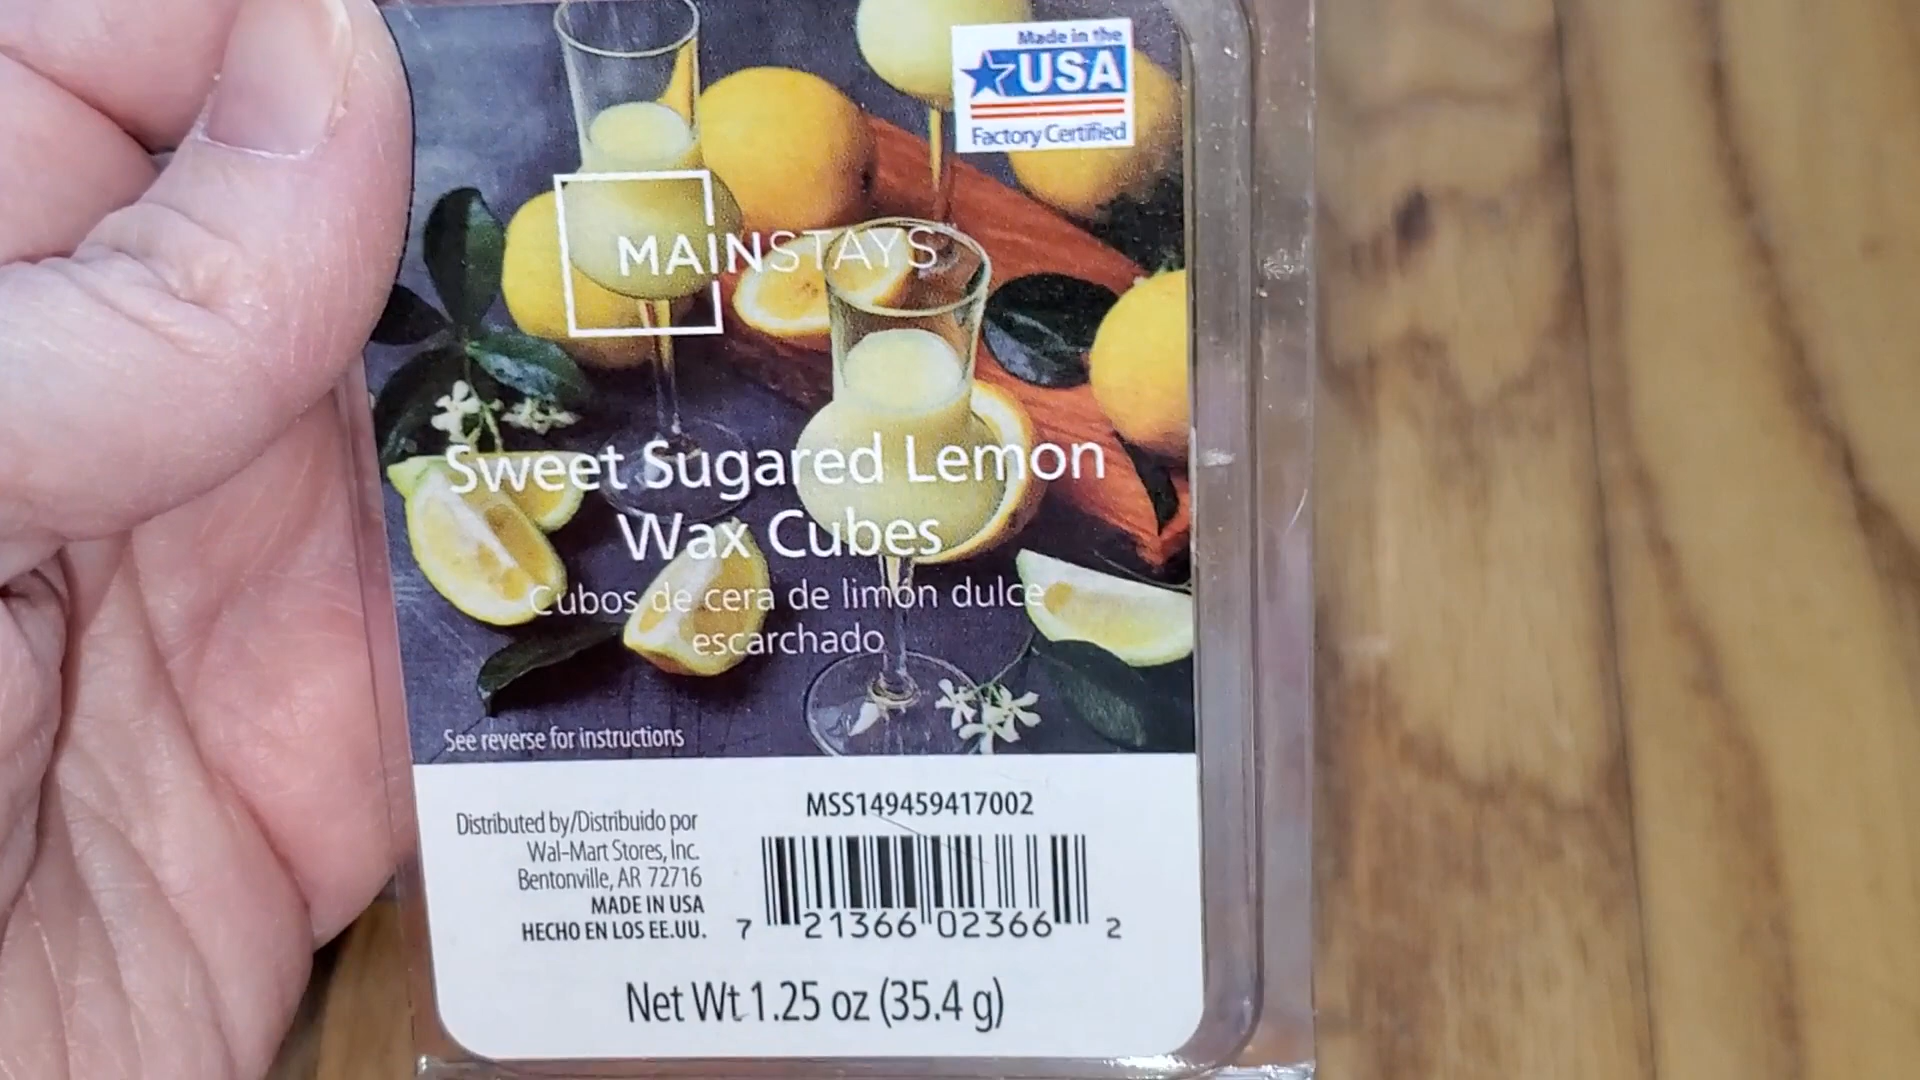 Made in the
USA
Factory Certified
MAINSTAYS
Sweet Sugared Lemon
Wax Cubes
Cubos de cera de limón dulce
escarchado
See reverse for instructions
MSS149459417002
Distributed by/Distribuido por
Wal-Mart Stores, Inc.
Bentonville, AR 72716
MADE IN USA
HECHO EN LOS EE.UU.
7 21366 02366 2
Net Wt 1.25 oz (35.4 g)